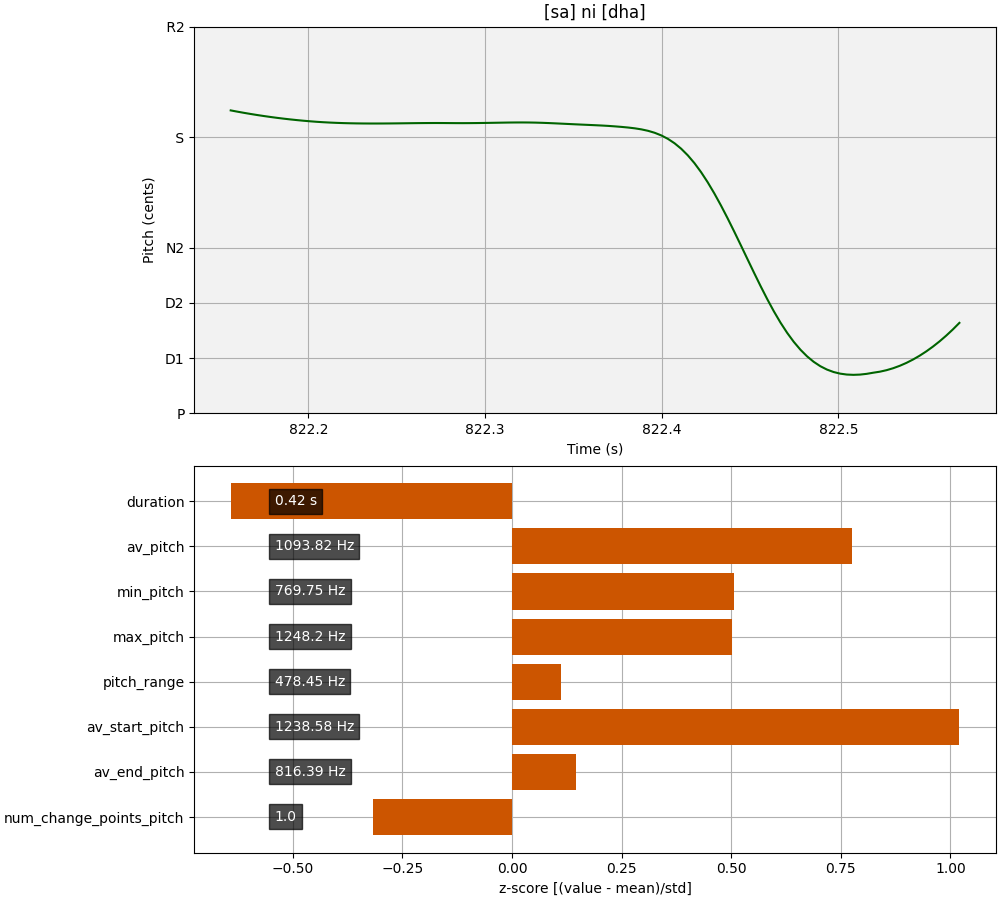 [sa] ni [dha]
R2
S
N2
D2
D1
P
Pitch (cents)
822.2 822.3 822.4 822.5
Time (s)
duration 0.42 s
av_pitch 1093.82 Hz
min_pitch 769.75 Hz
max_pitch 1248.2 Hz
pitch_range 478.45 Hz
av_start_pitch 1238.58 Hz
av_end_pitch 816.39 Hz
num_change_points_pitch 1.0
−0.50 −0.25 0.00 0.25 0.50 0.75 1.00
z-score [(value - mean)/std]